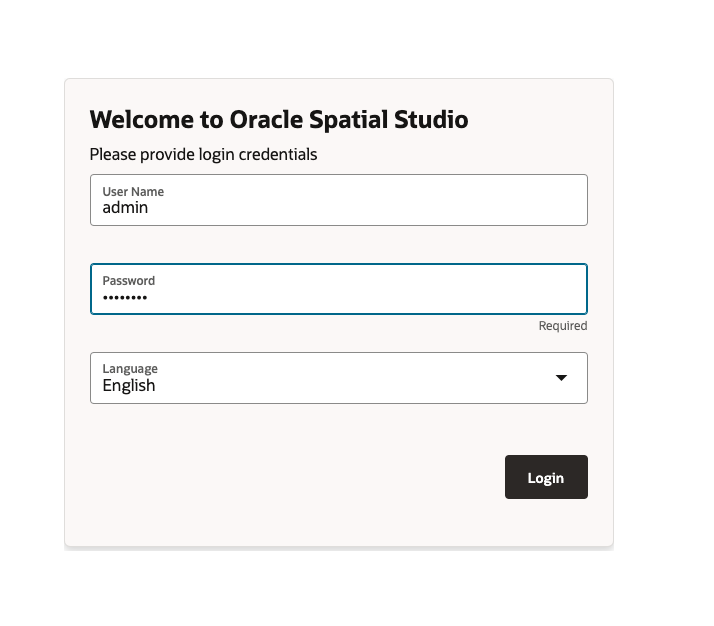 Welcome to Oracle Spatial Studio
Please provide login credentials
User Name
admin
Password
••••••••
Required
Language
English
Login